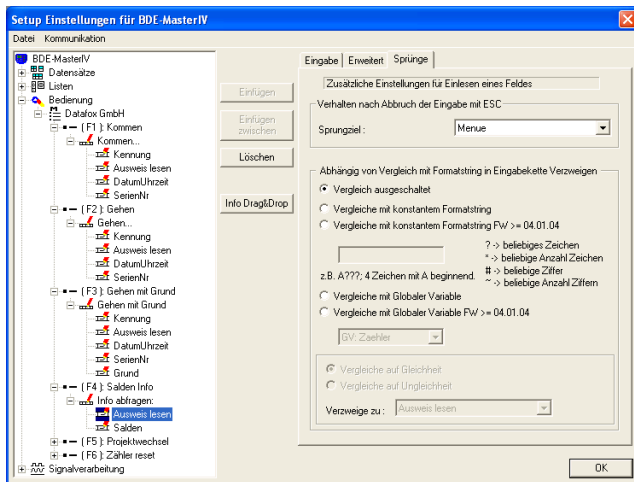 Setup Einstellungen für BDE-MasterIV
Datei Kommunikation
BDE-MasterIV
Datensätze
Listen
Bedienung
Datafox GmbH
(F1): Kommen
Kommen...
Kennung
Ausweis lesen
DatumUhrzeit
SerienNr
(F2): Gehen
Gehen...
Kennung
Ausweis lesen
DatumUhrzeit
SerienNr
(F3): Gehen mit Grund
Gehen mit Grund
Kennung
Ausweis lesen
DatumUhrzeit
SerienNr
Grund
(F4): Salden Info
Info abfragen:
Ausweis lesen
Salden
(F5): Projektwechsel
(F6): Zähler reset
Signalverarbeitung
Einfügen
Einfügen zwischen
Löschen
Info Drag&Drop
Eingabe Erweitert Sprünge
Zusätzliche Einstellungen für Einlesen eines Feldes
Verhalten nach Abbruch der Eingabe mit ESC
Sprungziel : Menue
Abhängig von Vergleich mit Formatstring in Eingabekette Verzweigen
Vergleich ausgeschaltet
Vergleiche mit konstantem Formatstring
Vergleiche mit konstantem Formatstring FW >= 04.01.04
? -> beliebiges Zeichen
* -> beliebige Anzahl Zeichen
# -> beliebige Ziffer
~ -> beliebige Anzahl Ziffern
z.B. A???; 4 Zeichen mit A beginnend.
Vergleiche mit Globaler Variable
Vergleiche mit Globaler Variable FW >= 04.01.04
GV: Zaehler
Vergleiche auf Gleichheit
Vergleiche auf Ungleichheit
Verzweige zu : Ausweis lesen
OK